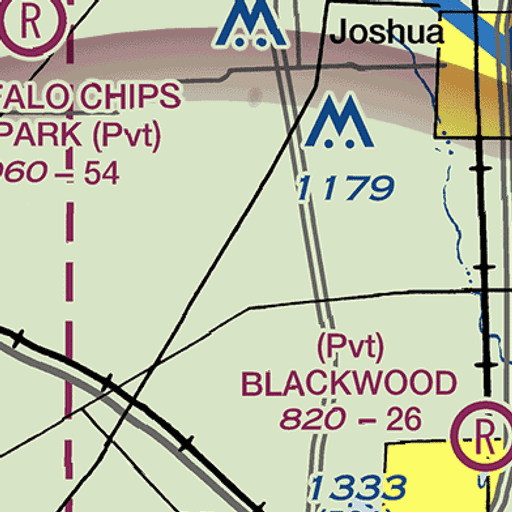 R
Joshua
FALO CHIPS
PARK (Pvt)
960 – 54
1179
(Pvt)
BLACKWOOD
820 – 26
R
1333